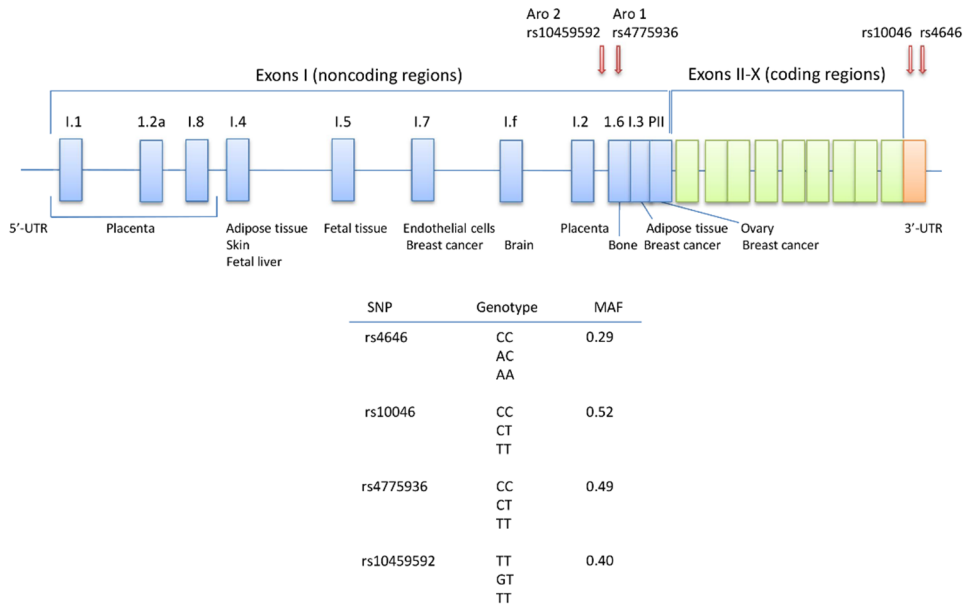 Aro 2 Aro 1
rs10459592 rs4775936 rs10046 rs4646
Exons I (noncoding regions) Exons II-X (coding regions)
I.1 1.2a I.8 I.4 I.5 I.7 I.f I.2 1.6 I.3 PII
5'-UTR Placenta Adipose tissue Fetal tissue Endothelial cells Placenta Adipose tissue Ovary 3'-UTR
Skin Breast cancer Brain Bone Breast cancer Breast cancer
Fetal liver
SNP Genotype MAF
rs4646 CC 0.29
AC
AA
rs10046 CC 0.52
CT
TT
rs4775936 CC 0.49
CT
TT
rs10459592 TT 0.40
GT
TT